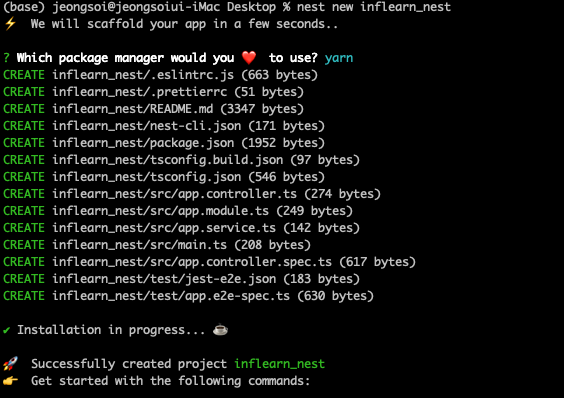 (base) jeongsoi@jeongsoiui-iMac Desktop % nest new inflearn_nest
⚡ We will scaffold your app in a few seconds..
? Which package manager would you ❤️ to use? yarn
CREATE inflearn_nest/.eslintrc.js (663 bytes)
CREATE inflearn_nest/.prettierrc (51 bytes)
CREATE inflearn_nest/README.md (3347 bytes)
CREATE inflearn_nest/nest-cli.json (171 bytes)
CREATE inflearn_nest/package.json (1952 bytes)
CREATE inflearn_nest/tsconfig.build.json (97 bytes)
CREATE inflearn_nest/tsconfig.json (546 bytes)
CREATE inflearn_nest/src/app.controller.ts (274 bytes)
CREATE inflearn_nest/src/app.module.ts (249 bytes)
CREATE inflearn_nest/src/app.service.ts (142 bytes)
CREATE inflearn_nest/src/main.ts (208 bytes)
CREATE inflearn_nest/src/app.controller.spec.ts (617 bytes)
CREATE inflearn_nest/test/jest-e2e.json (183 bytes)
CREATE inflearn_nest/test/app.e2e-spec.ts (630 bytes)
✔ Installation in progress... ☕
🚀 Successfully created project inflearn_nest
👉 Get started with the following commands: